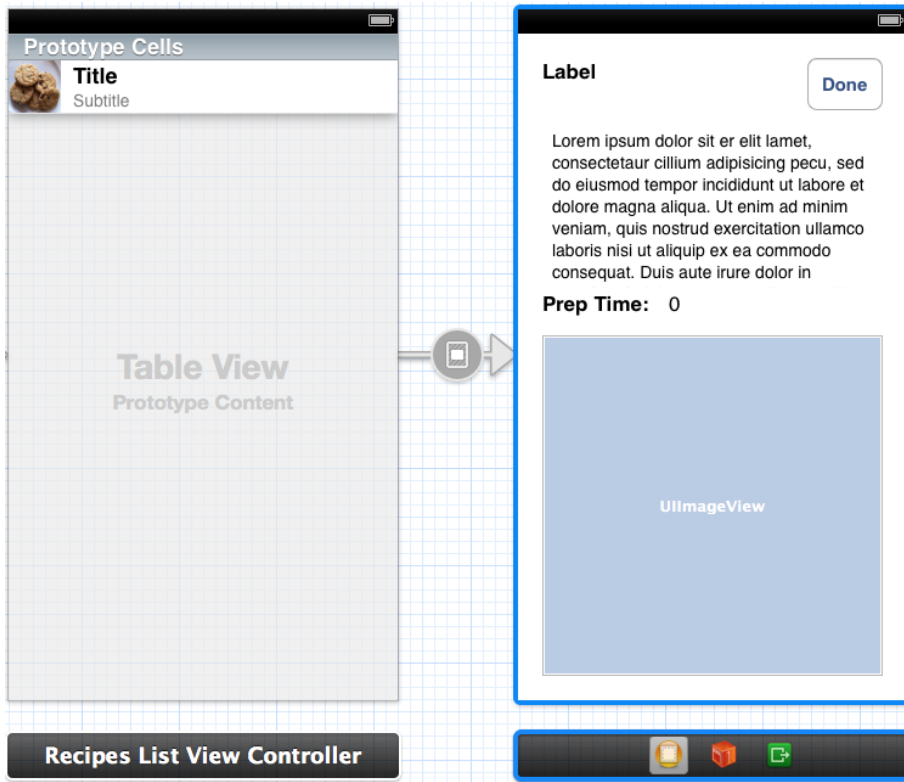 Prototype Cells
Title
Subtitle
Table View
Prototype Content
Recipes List View Controller
Label
Done
Lorem ipsum dolor sit er elit lamet,
consectetaur cillium adipisicing pecu, sed
do eiusmod tempor incididunt ut labore et
dolore magna aliqua. Ut enim ad minim
veniam, quis nostrud exercitation ullamco
laboris nisi ut aliquip ex ea commodo
consequat. Duis aute irure dolor in
Prep Time: 0
UIImageView